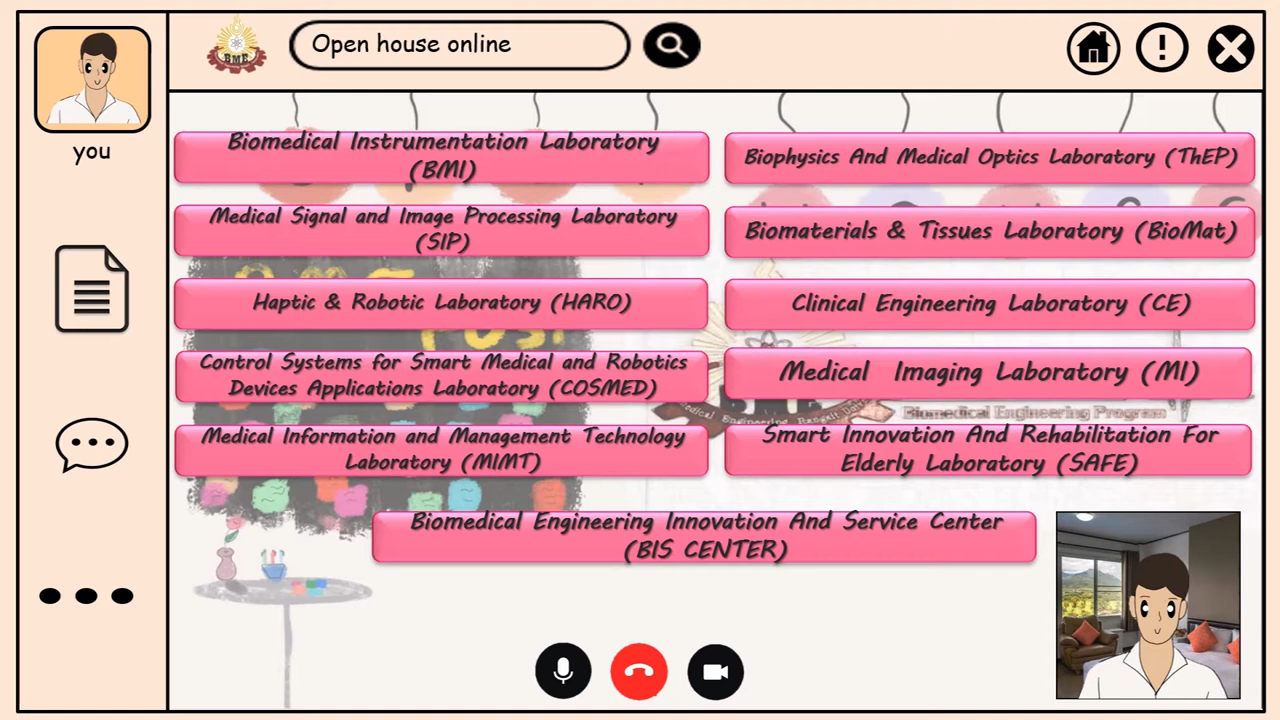 Open house online
BME
you
Biomedical Instrumentation Laboratory
(BMI)
Biophysics And Medical Optics Laboratory (ThEP)
Medical Signal and Image Processing Laboratory
(SIP)
Biomaterials & Tissues Laboratory (BioMat)
Haptic & Robotic Laboratory (HARO)
Clinical Engineering Laboratory (CE)
Control Systems for Smart Medical and Robotics
Devices Applications Laboratory (COSMED)
Medical Imaging Laboratory (MI)
Biomedical Engineering Program
Medical Information and Management Technology
Laboratory (MIMT)
Smart Innovation And Rehabilitation For
Elderly Laboratory (SAFE)
Biomedical Engineering Innovation And Service Center
(BIS CENTER)